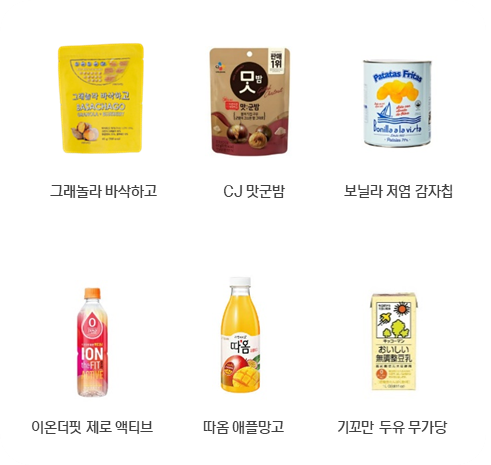 그래놀라 바삭하고
BASACHAGO
판매
1위
맛밤
맛군밤
Patatas Fritas
Bonilla a la vista
그래놀라 바삭하고
CJ 맛군밤
보닐라 저염 감자칩
0
ION
the FIT
따옴
キッコーマン
おいしい
無調整豆乳
이온더핏 제로 액티브
따옴 애플망고
기꼬만 두유 무가당